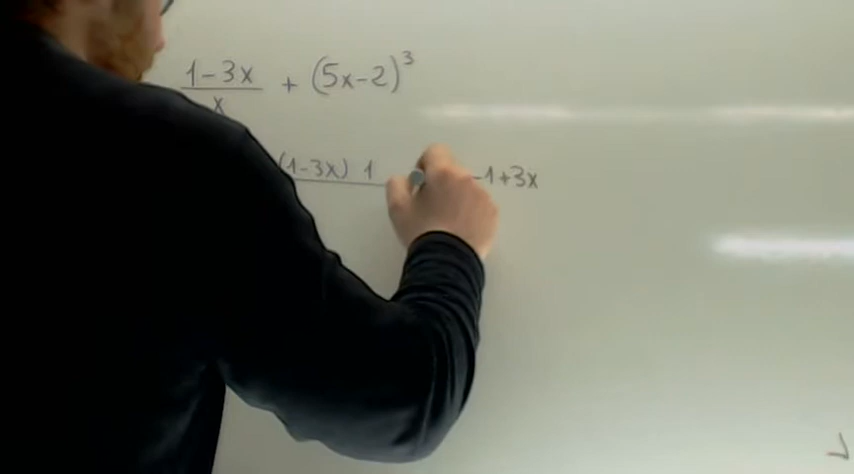 1-3x/x + (5x-2)³
(1-3x) 1 -1+3x